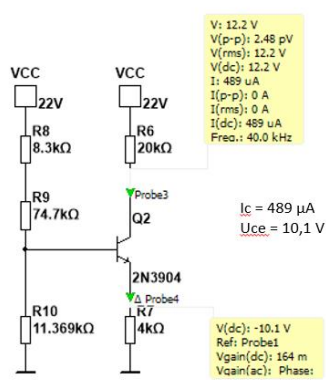 V: 12.2 V
V(p-p): 2.48 pV
V(rms): 12.2 V
V(dc): 12.2 V
I: 489 uA
I(p-p): 0 A
I(rms): 0 A
I(dc): 489 uA
Freq.: 40.0 kHz
VCC
VCC
22V
22V
R8
8.3kΩ
R6
20kΩ
Probe3
R9
74.7kΩ
Q2
Ic = 489 µA
Uce = 10,1 V
2N3904
Δ Probe4
R7
4kΩ
R10
11.369kΩ
V(dc): -10.1 V
Ref: Probe1
Vgain(dc): 164 m
Vgain(ac): Phase: